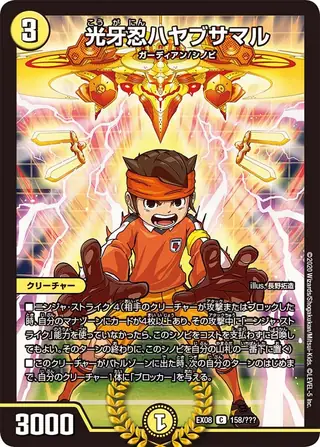 3
こうがにん
光牙忍ハヤブサマル
ガーディアン/シノビ
3000
クリーチャー
illus.長野拓造
■ニンジャ・ストライク4(相手のクリーチャーが攻撃またはブロックし
た時、自分のマナゾーンにカードが4枚以上あり、その攻撃中に「ニンジャ・スト
ライク」能力を使っていなかったら、このシノビをコストを支払わずに召喚
してもよい。そのターンの終わりに、このシノビを自分の山札の一番下に置く)
■このクリーチャーがバトルゾーンに出た時、次の自分のターンのはじめま
で、自分のクリーチャー1体に「ブロッカー」を与える。
1
EX08 C 158/???
©2020 Wizards/Shogakukan/Mitsui-Kids
©LEVEL-5 Inc.